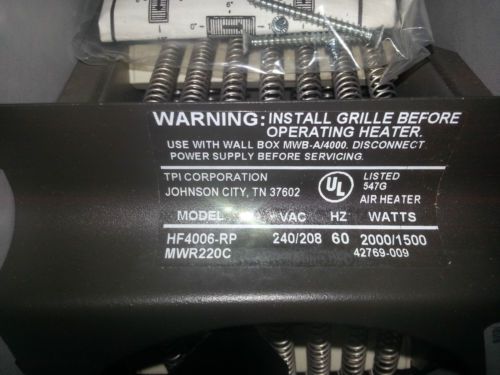 WARNING: INSTALL GRILLE BEFORE
OPERATING HEATER.
USE WITH WALL BOX MWB-A/4000. DISCONNECT
POWER SUPPLY BEFORE SERVICING.
TPI CORPORATION
JOHNSON CITY, TN 37602
UL
LISTED
547G
AIR HEATER
MODEL VAC HZ WATTS
HF4006-RP 240/208 60 2000/1500
MWR220C 42769-009